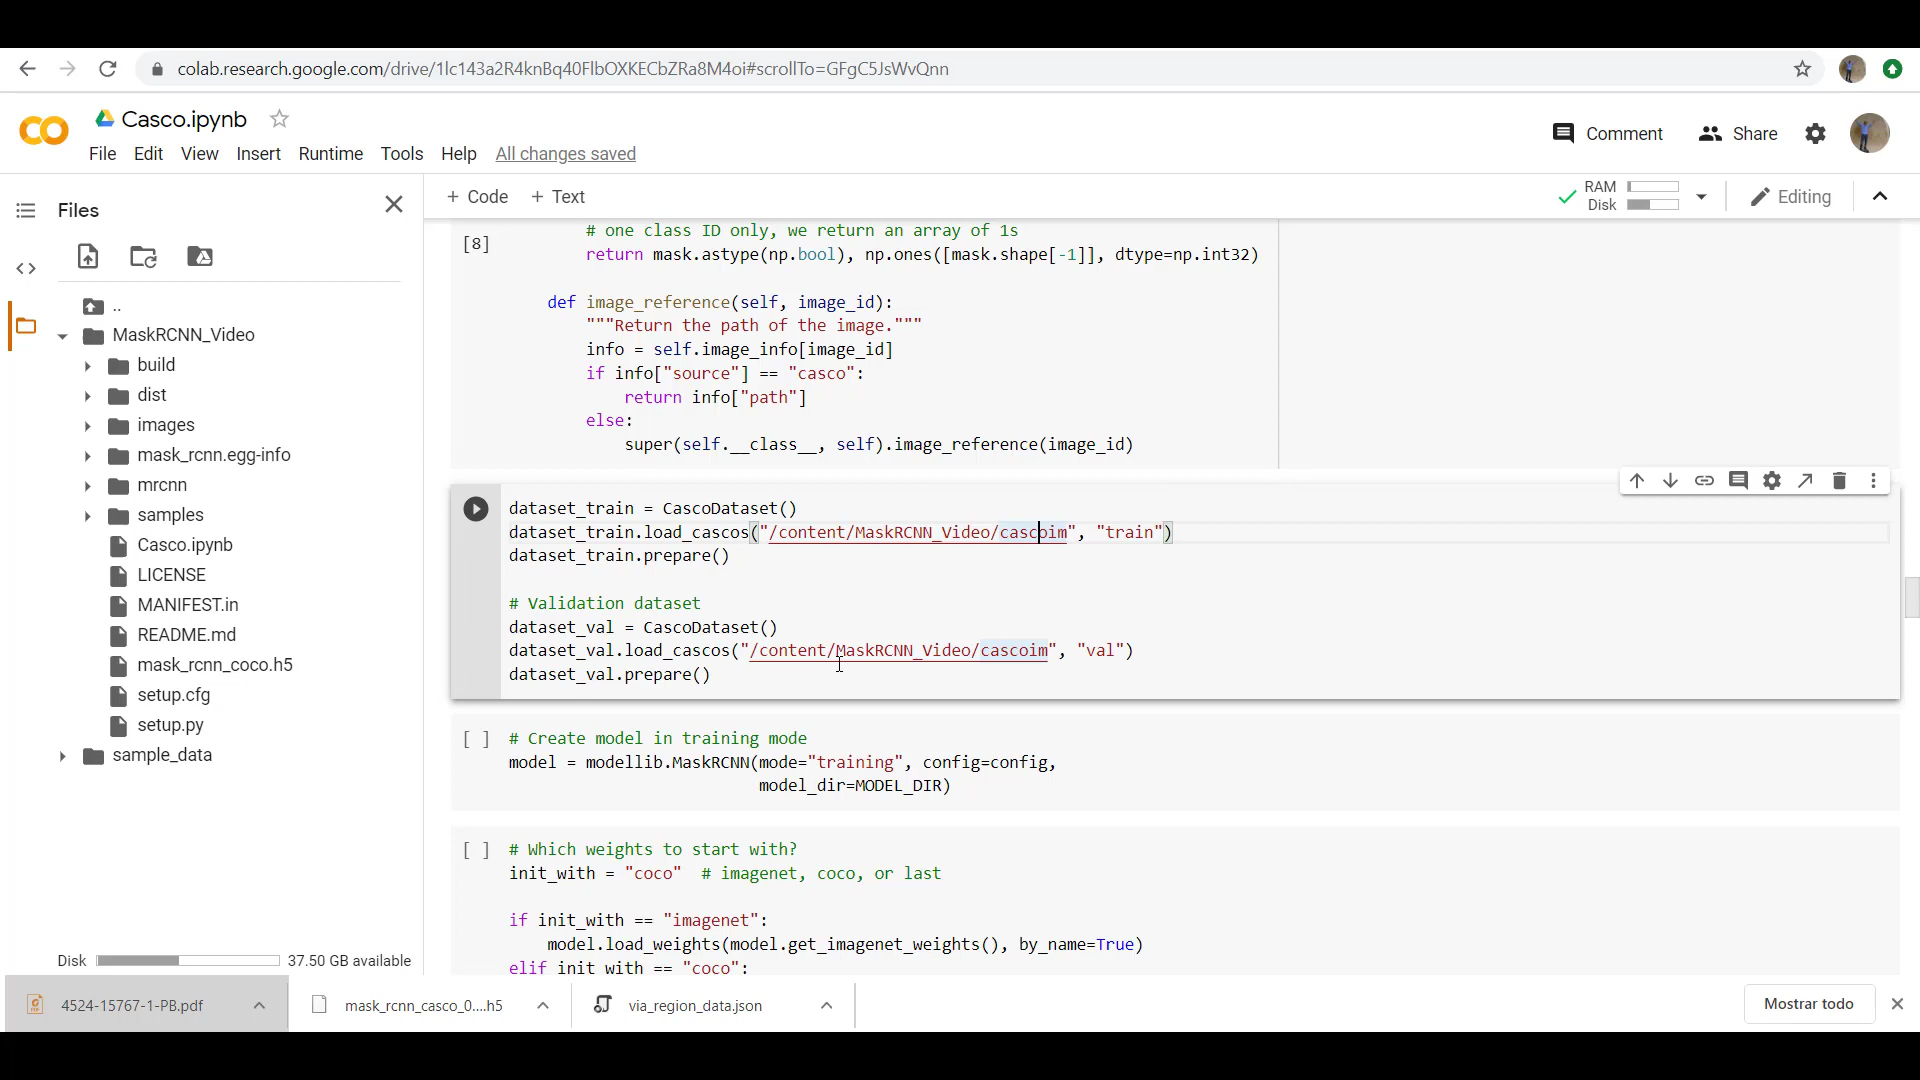 colab.research.google.com/drive/1lc143a2R4knBq40FlbOXKECbZRa8M4oi#scrollTo=GFgC5JsWvQnn
CO
Casco.ipynb
File Edit View Insert Runtime Tools Help All changes saved
Comment Share
Files
+ Code + Text
RAM
Disk
Editing
..
MaskRCNN_Video
build
dist
images
mask_rcnn.egg-info
mrcnn
samples
Casco.ipynb
LICENSE
MANIFEST.in
README.md
mask_rcnn_coco.h5
setup.cfg
setup.py
sample_data
Disk 37.50 GB available
[8]
# one class ID only, we return an array of 1s
return mask.astype(np.bool), np.ones([mask.shape[-1]], dtype=np.int32)
def image_reference(self, image_id):
"""Return the path of the image."""
info = self.image_info[image_id]
if info["source"] == "casco":
return info["path"]
else:
super(self.__class__, self).image_reference(image_id)
dataset_train = CascoDataset()
dataset_train.load_cascos("/content/MaskRCNN_Video/cascoim", "train")
dataset_train.prepare()
# Validation dataset
dataset_val = CascoDataset()
dataset_val.load_cascos("/content/MaskRCNN_Video/cascoim", "val")
dataset_val.prepare()
[ ] # Create model in training mode
model = modellib.MaskRCNN(mode="training", config=config,
model_dir=MODEL_DIR)
[ ] # Which weights to start with?
init_with = "coco" # imagenet, coco, or last
if init_with == "imagenet":
model.load_weights(model.get_imagenet_weights(), by_name=True)
elif init_with == "coco":
4524-15767-1-PB.pdf
mask_rcnn_casco_0....h5
via_region_data.json
Mostrar todo